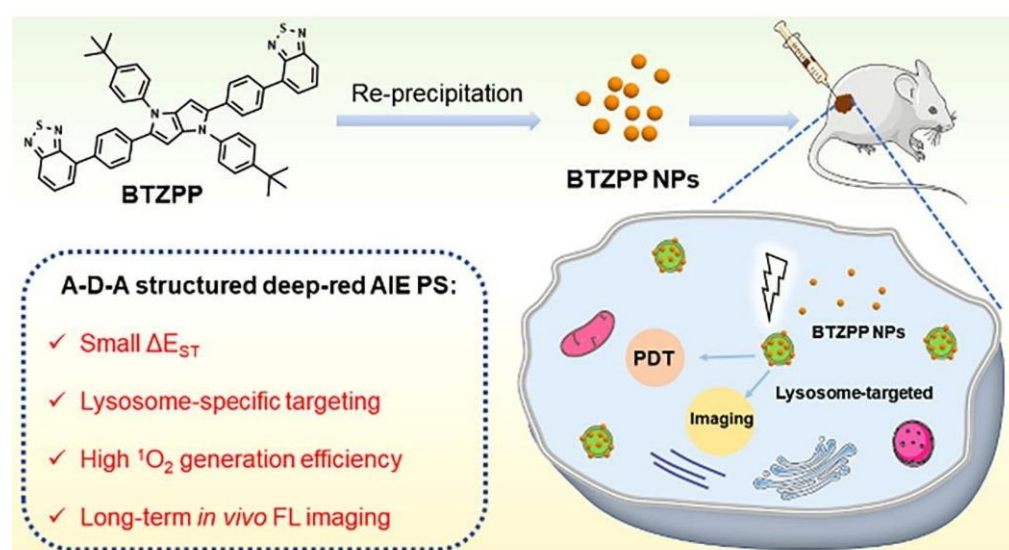 S
N
N
N
N
S
N
N
BTZPP
Re-precipitation
BTZPP NPs
A-D-A structured deep-red AIE PS:
✓ Small ΔE_ST
✓ Lysosome-specific targeting
✓ High ¹O₂ generation efficiency
✓ Long-term in vivo FL imaging
BTZPP NPs
PDT
Lysosome-targeted
Imaging